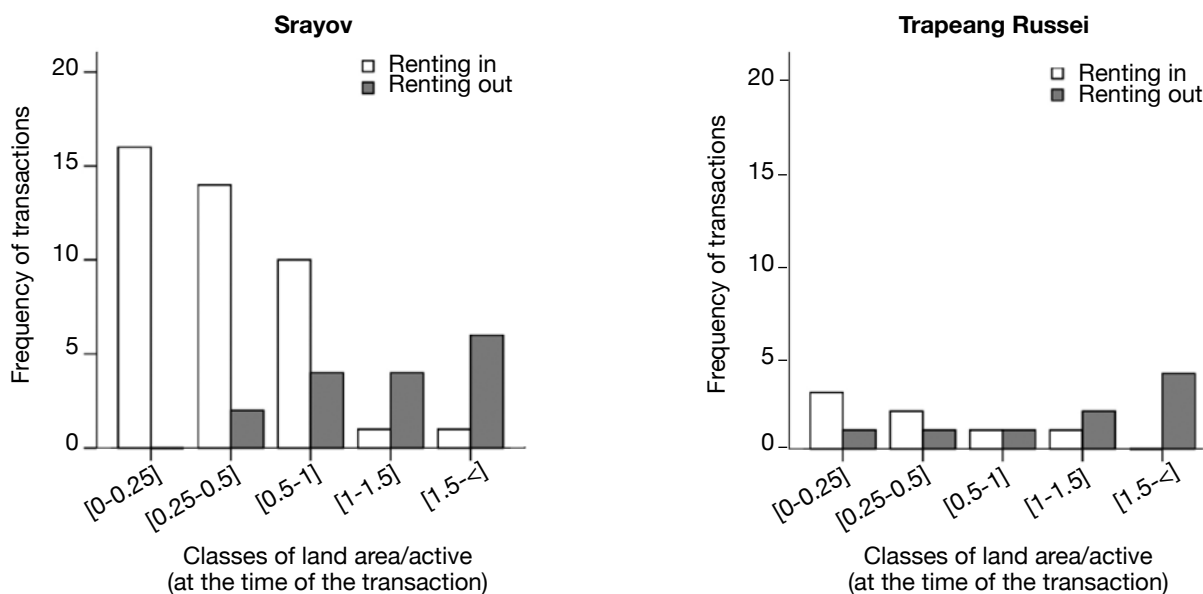 Srayov
Renting in
Renting out
Frequency of transactions
20
15
10
5
0
[0-0.25]
[0.25-0.5]
[0.5-1]
[1-1.5]
[1.5-<]
Classes of land area/active
(at the time of the transaction)
Trapeang Russei
Renting in
Renting out
Frequency of transactions
20
15
10
5
0
[0-0.25]
[0.25-0.5]
[0.5-1]
[1-1.5]
[1.5-<]
Classes of land area/active
(at the time of the transaction)